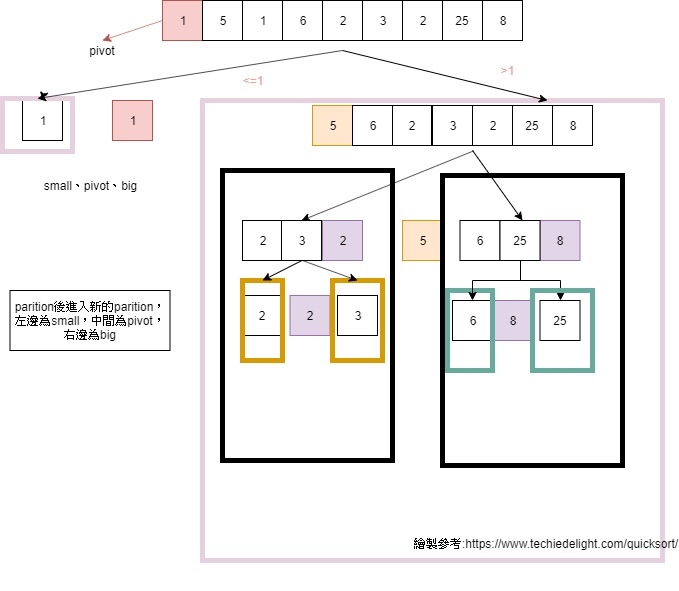 1 5 1 6 2 3 2 25 8
pivot
<=1
>1
1
1
5 6 2 3 2 25 8
small、pivot、big
2 3 2
5
6 25 8
2
2
3
6
8
25
parition後進入新的parition，
左邊為small，中間為pivot，
右邊為big
繪製參考:https://www.techiedelight.com/quicksort/